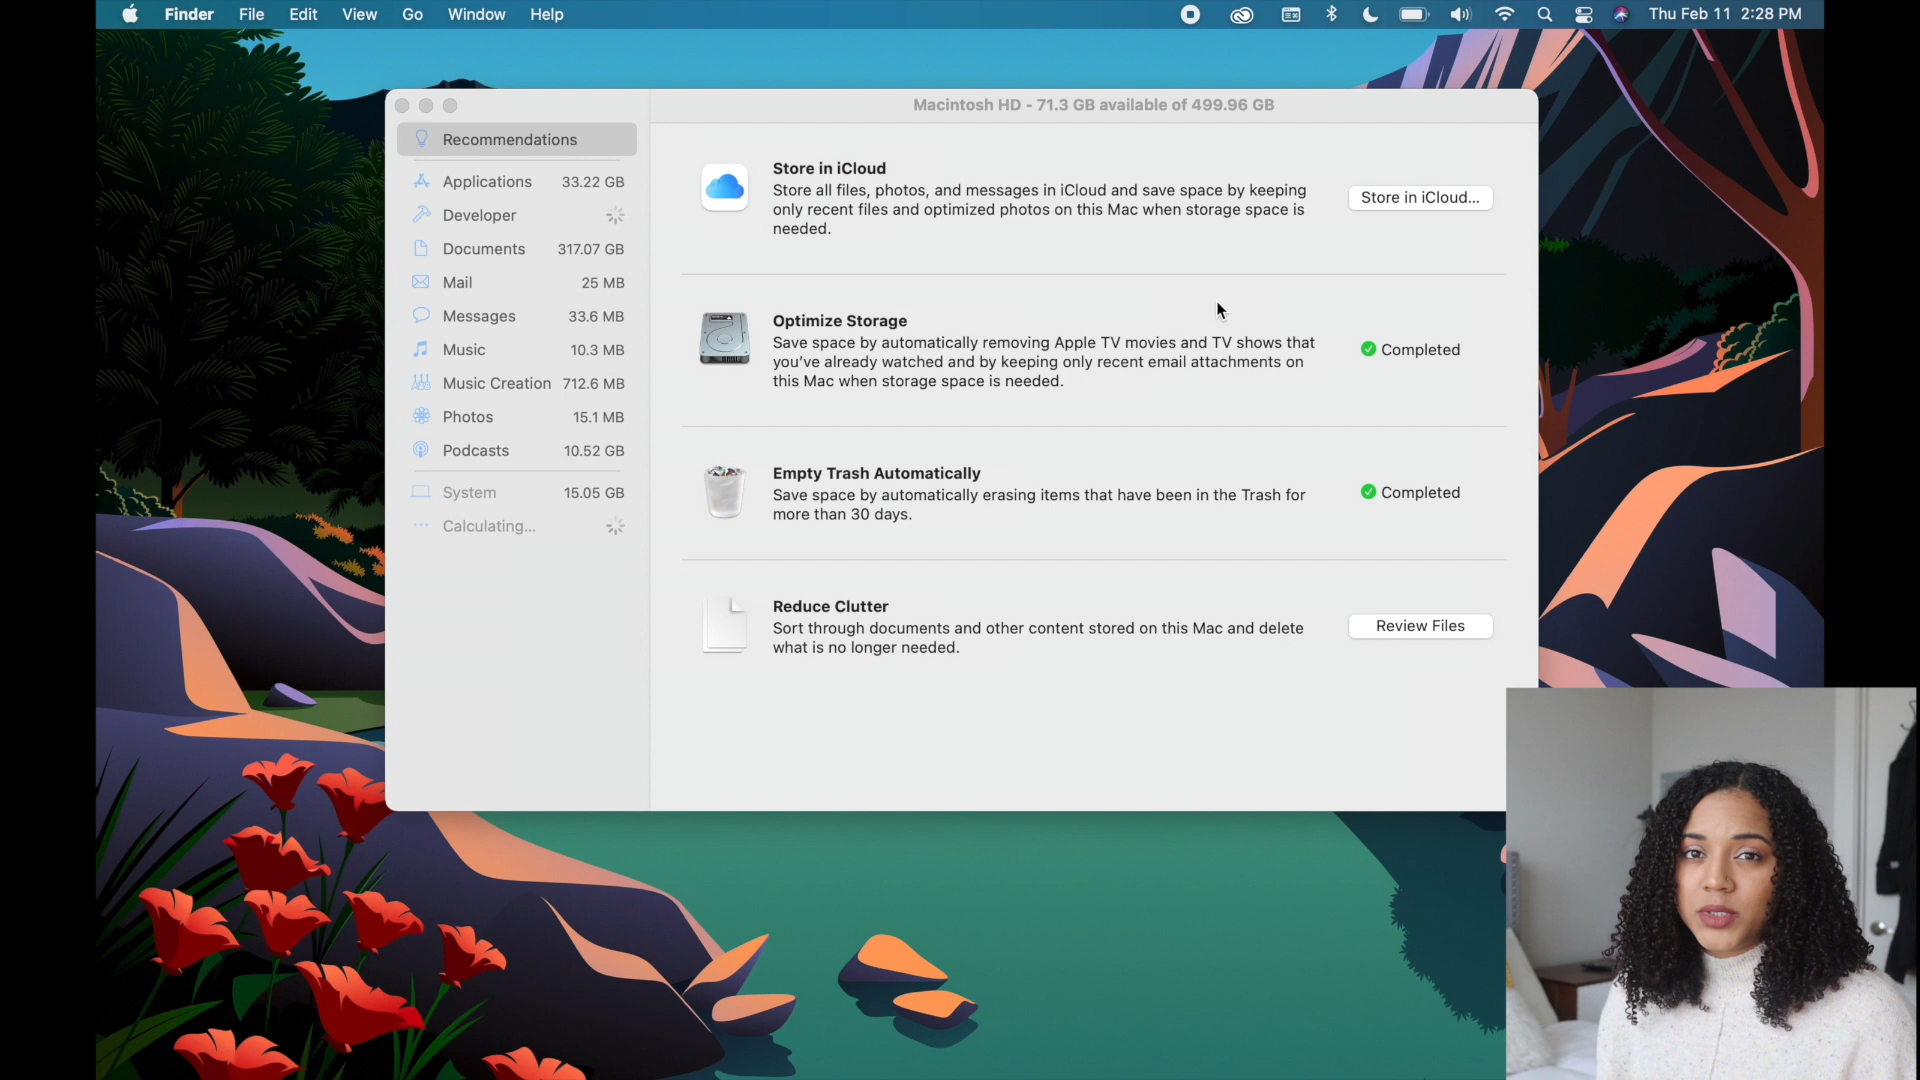 Finder File Edit View Go Window Help Thu Feb 11 2:28 PM
Macintosh HD - 71.3 GB available of 499.96 GB
Recommendations
Applications 33.22 GB
Developer
Documents 317.07 GB
Mail 25 MB
Messages 33.6 MB
Music 10.3 MB
Music Creation 712.6 MB
Photos 15.1 MB
Podcasts 10.52 GB
System 15.05 GB
Calculating...
Store in iCloud
Store all files, photos, and messages in iCloud and save space by keeping
only recent files and optimized photos on this Mac when storage space is
needed.
Store in iCloud...
Optimize Storage
Save space by automatically removing Apple TV movies and TV shows that
you've already watched and by keeping only recent email attachments on
this Mac when storage space is needed.
Completed
Empty Trash Automatically
Save space by automatically erasing items that have been in the Trash for
more than 30 days.
Completed
Reduce Clutter
Sort through documents and other content stored on this Mac and delete
what is no longer needed.
Review Files